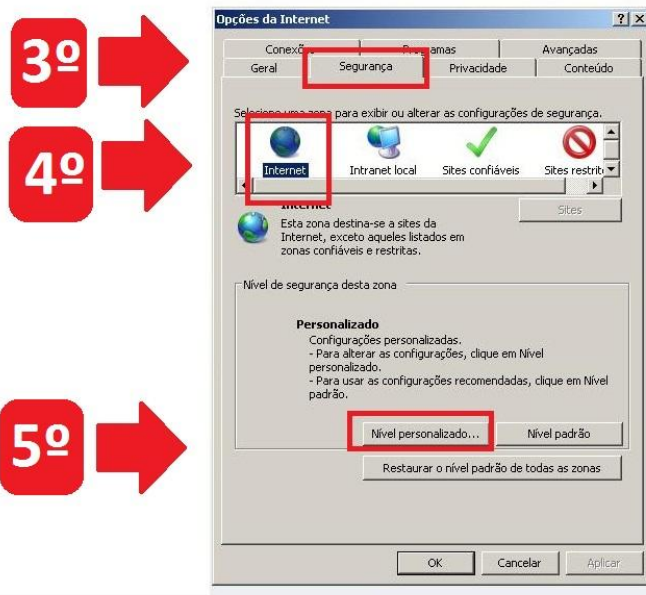 Opções da Internet
Conexões Programas Avançadas
3º
Geral Segurança Privacidade Conteúdo
Selecione uma zona para exibir ou alterar as configurações de segurança.
4º
Internet Intranet local Sites confiáveis Sites restrit
Internet
Sites
Esta zona destina-se a sites da
Internet, exceto aqueles listados em
zonas confiáveis e restritas.
Nível de segurança desta zona
Personalizado
Configurações personalizadas.
- Para alterar as configurações, clique em Nível
personalizado.
- Para usar as configurações recomendadas, clique em Nível
padrão.
5º
Nível personalizado... Nível padrão
Restaurar o nível padrão de todas as zonas
OK Cancelar Aplicar